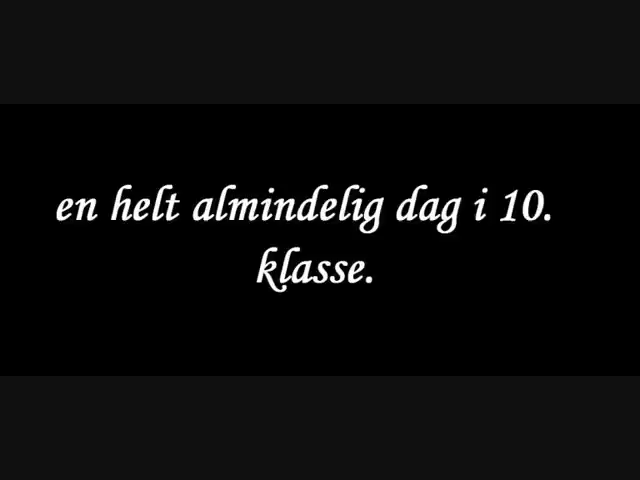 en helt almindelig dag i 10.
klasse.